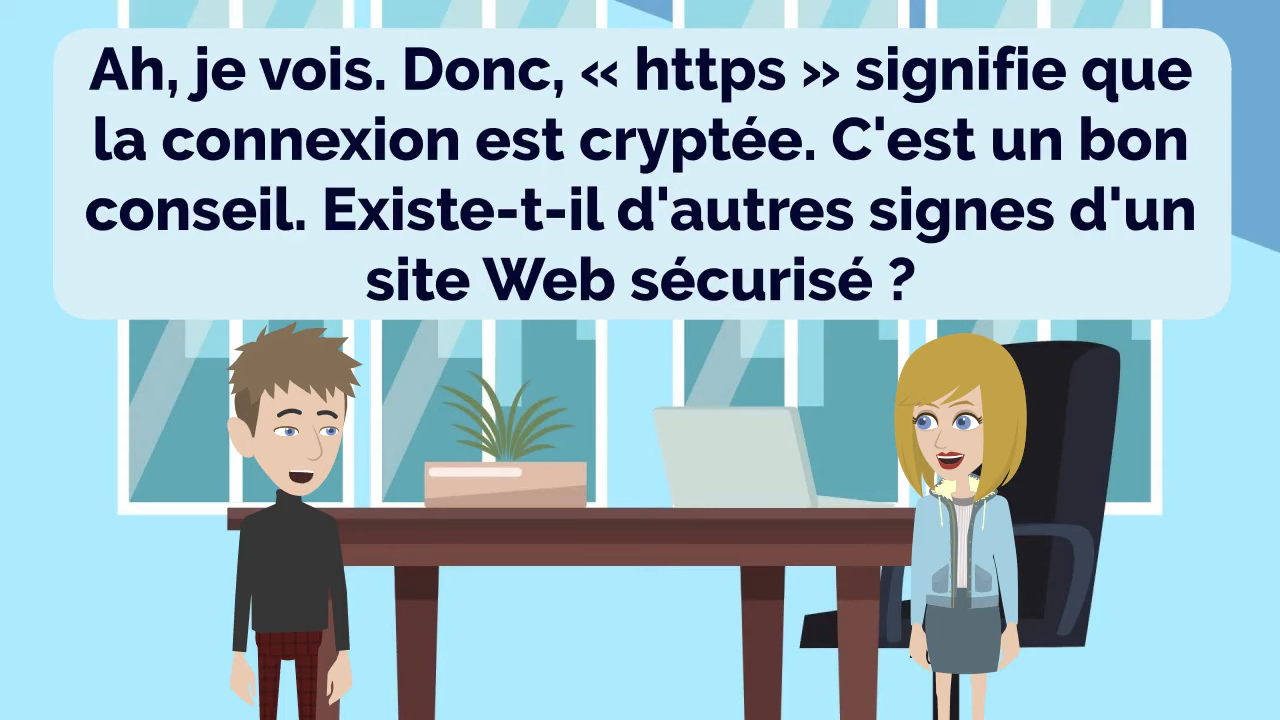 Ah, je vois. Donc, « https » signifie que
la connexion est cryptée. C'est un bon
conseil. Existe-t-il d'autres signes d'un
site Web sécurisé ?